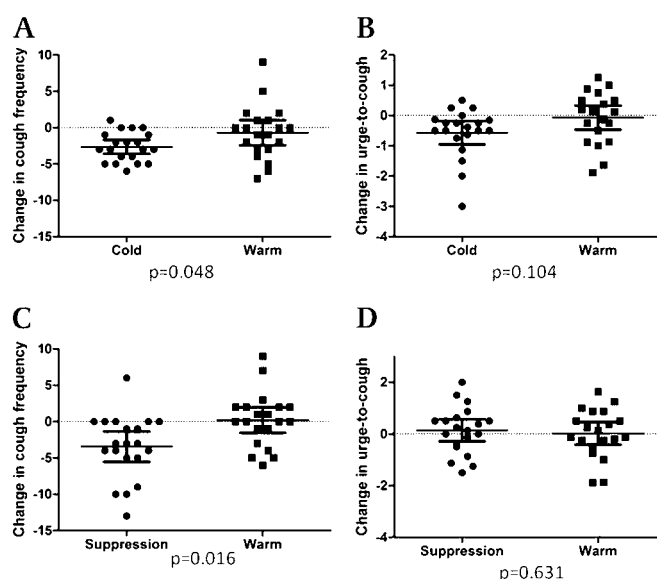 A
Change in cough frequency
10
5
0
-5
-10
-15
Cold Warm
p=0.048
B
Change in urge-to-cough
2
1
0
-1
-2
-3
-4
Cold Warm
p=0.104
C
Change in cough frequency
10
5
0
-5
-10
-15
Suppression Warm
p=0.016
D
Change in urge-to-cough
2
0
-2
-4
Suppression Warm
p=0.631